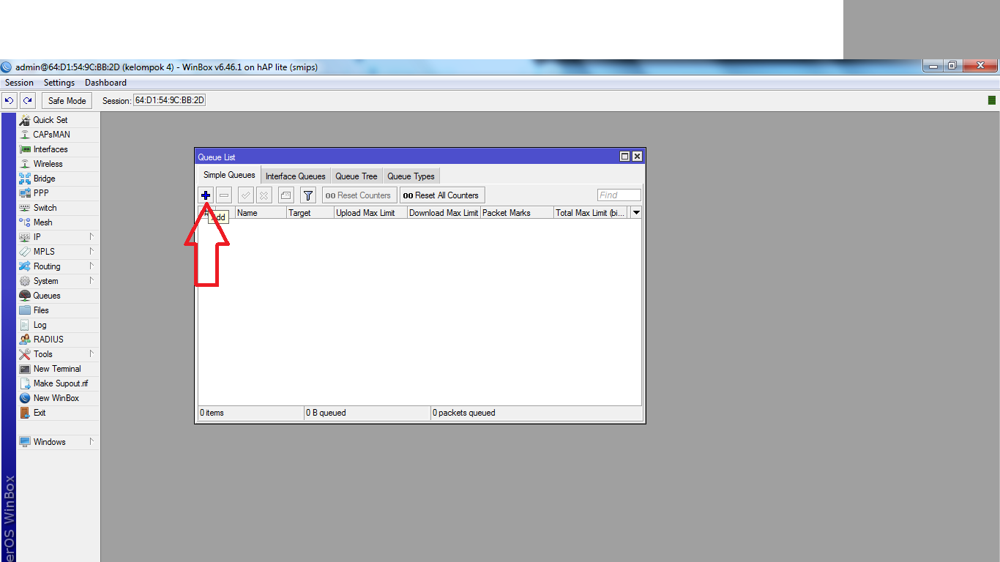 admin@64:D1:54:9C:BB:2D (kelompok 4) - WinBox v6.46.1 on hAP lite (smips)
Session Settings Dashboard
Safe Mode Session: 64:D1:54:9C:BB:2D
Quick Set
CAPsMAN
Interfaces
Wireless
Bridge
PPP
Switch
Mesh
255 IP
MPLS
Routing
System
Queues
Files
Log
RADIUS
Tools
New Terminal
Make Supout.rif
New WinBox
Exit
Windows
erOS WinBox
Queue List
Simple Queues Interface Queues Queue Tree Queue Types
00 Reset Counters 00 Reset All Counters Find
# Name Target Upload Max Limit Download Max Limit Packet Marks Total Max Limit (bi...
Add
0 items 0 B queued 0 packets queued